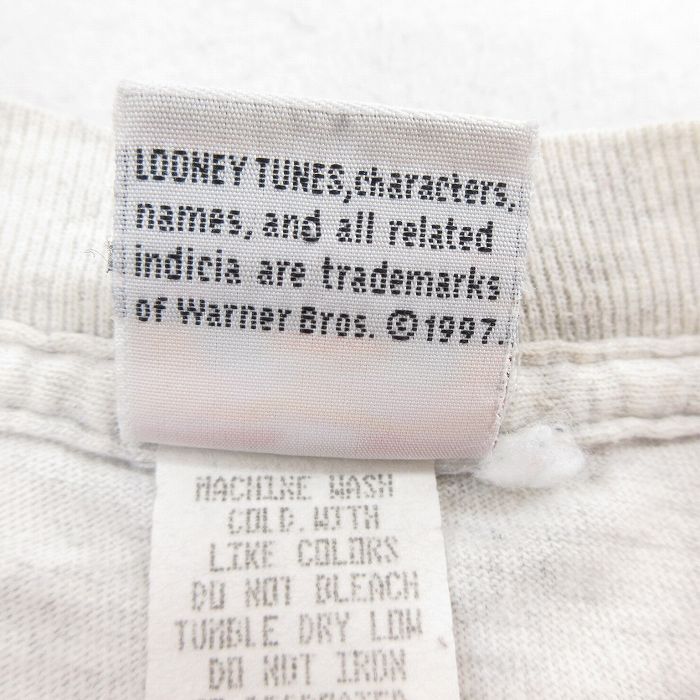 LOONEY TUNES, characters,
names, and all related
indicia are trademarks
of Warner Bros. ©1997.
MACHINE WASH
COLD. WITH
LIKE COLORS
DO NOT BLEACH
TUMBLE DRY LOW
DO NOT IRON